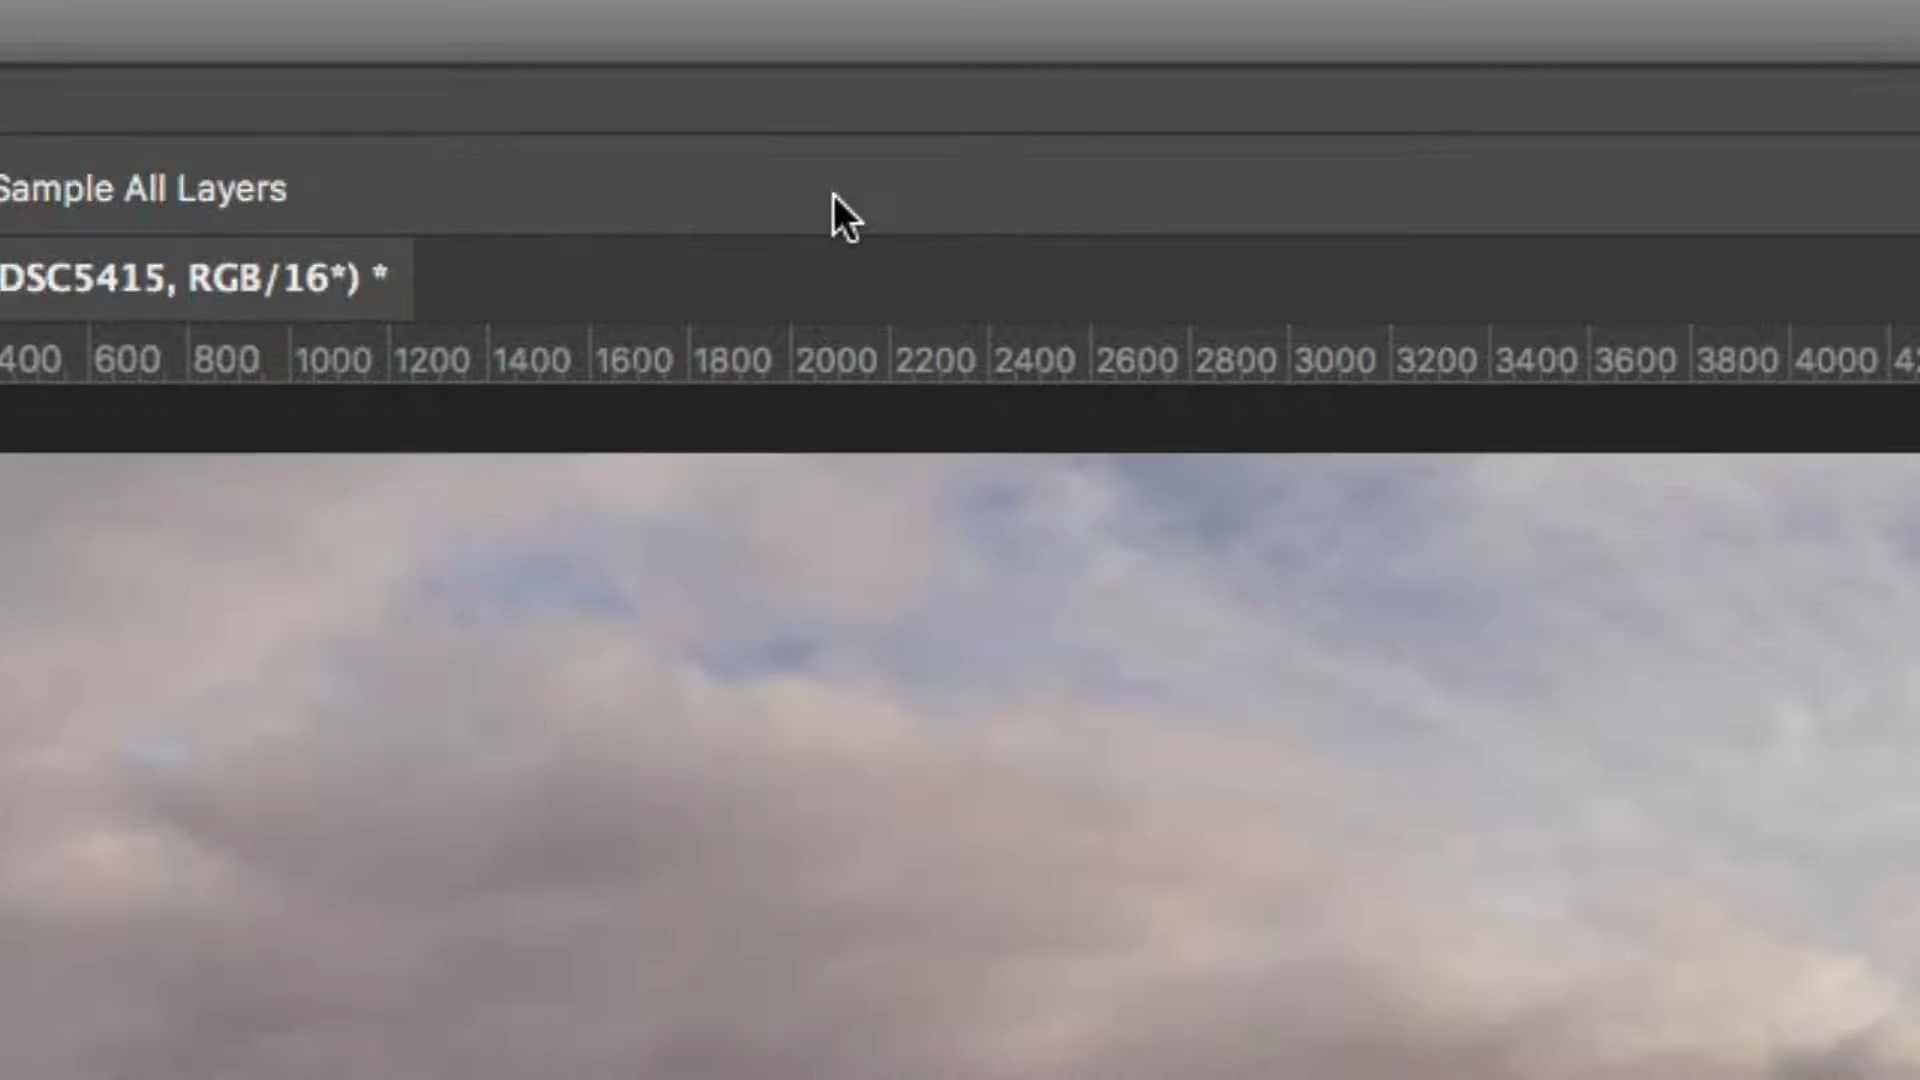 Sample All Layers
DSC5415, RGB/16*) *
400 600 800 1000 1200 1400 1600 1800 2000 2200 2400 2600 2800 3000 3200 3400 3600 3800 4000